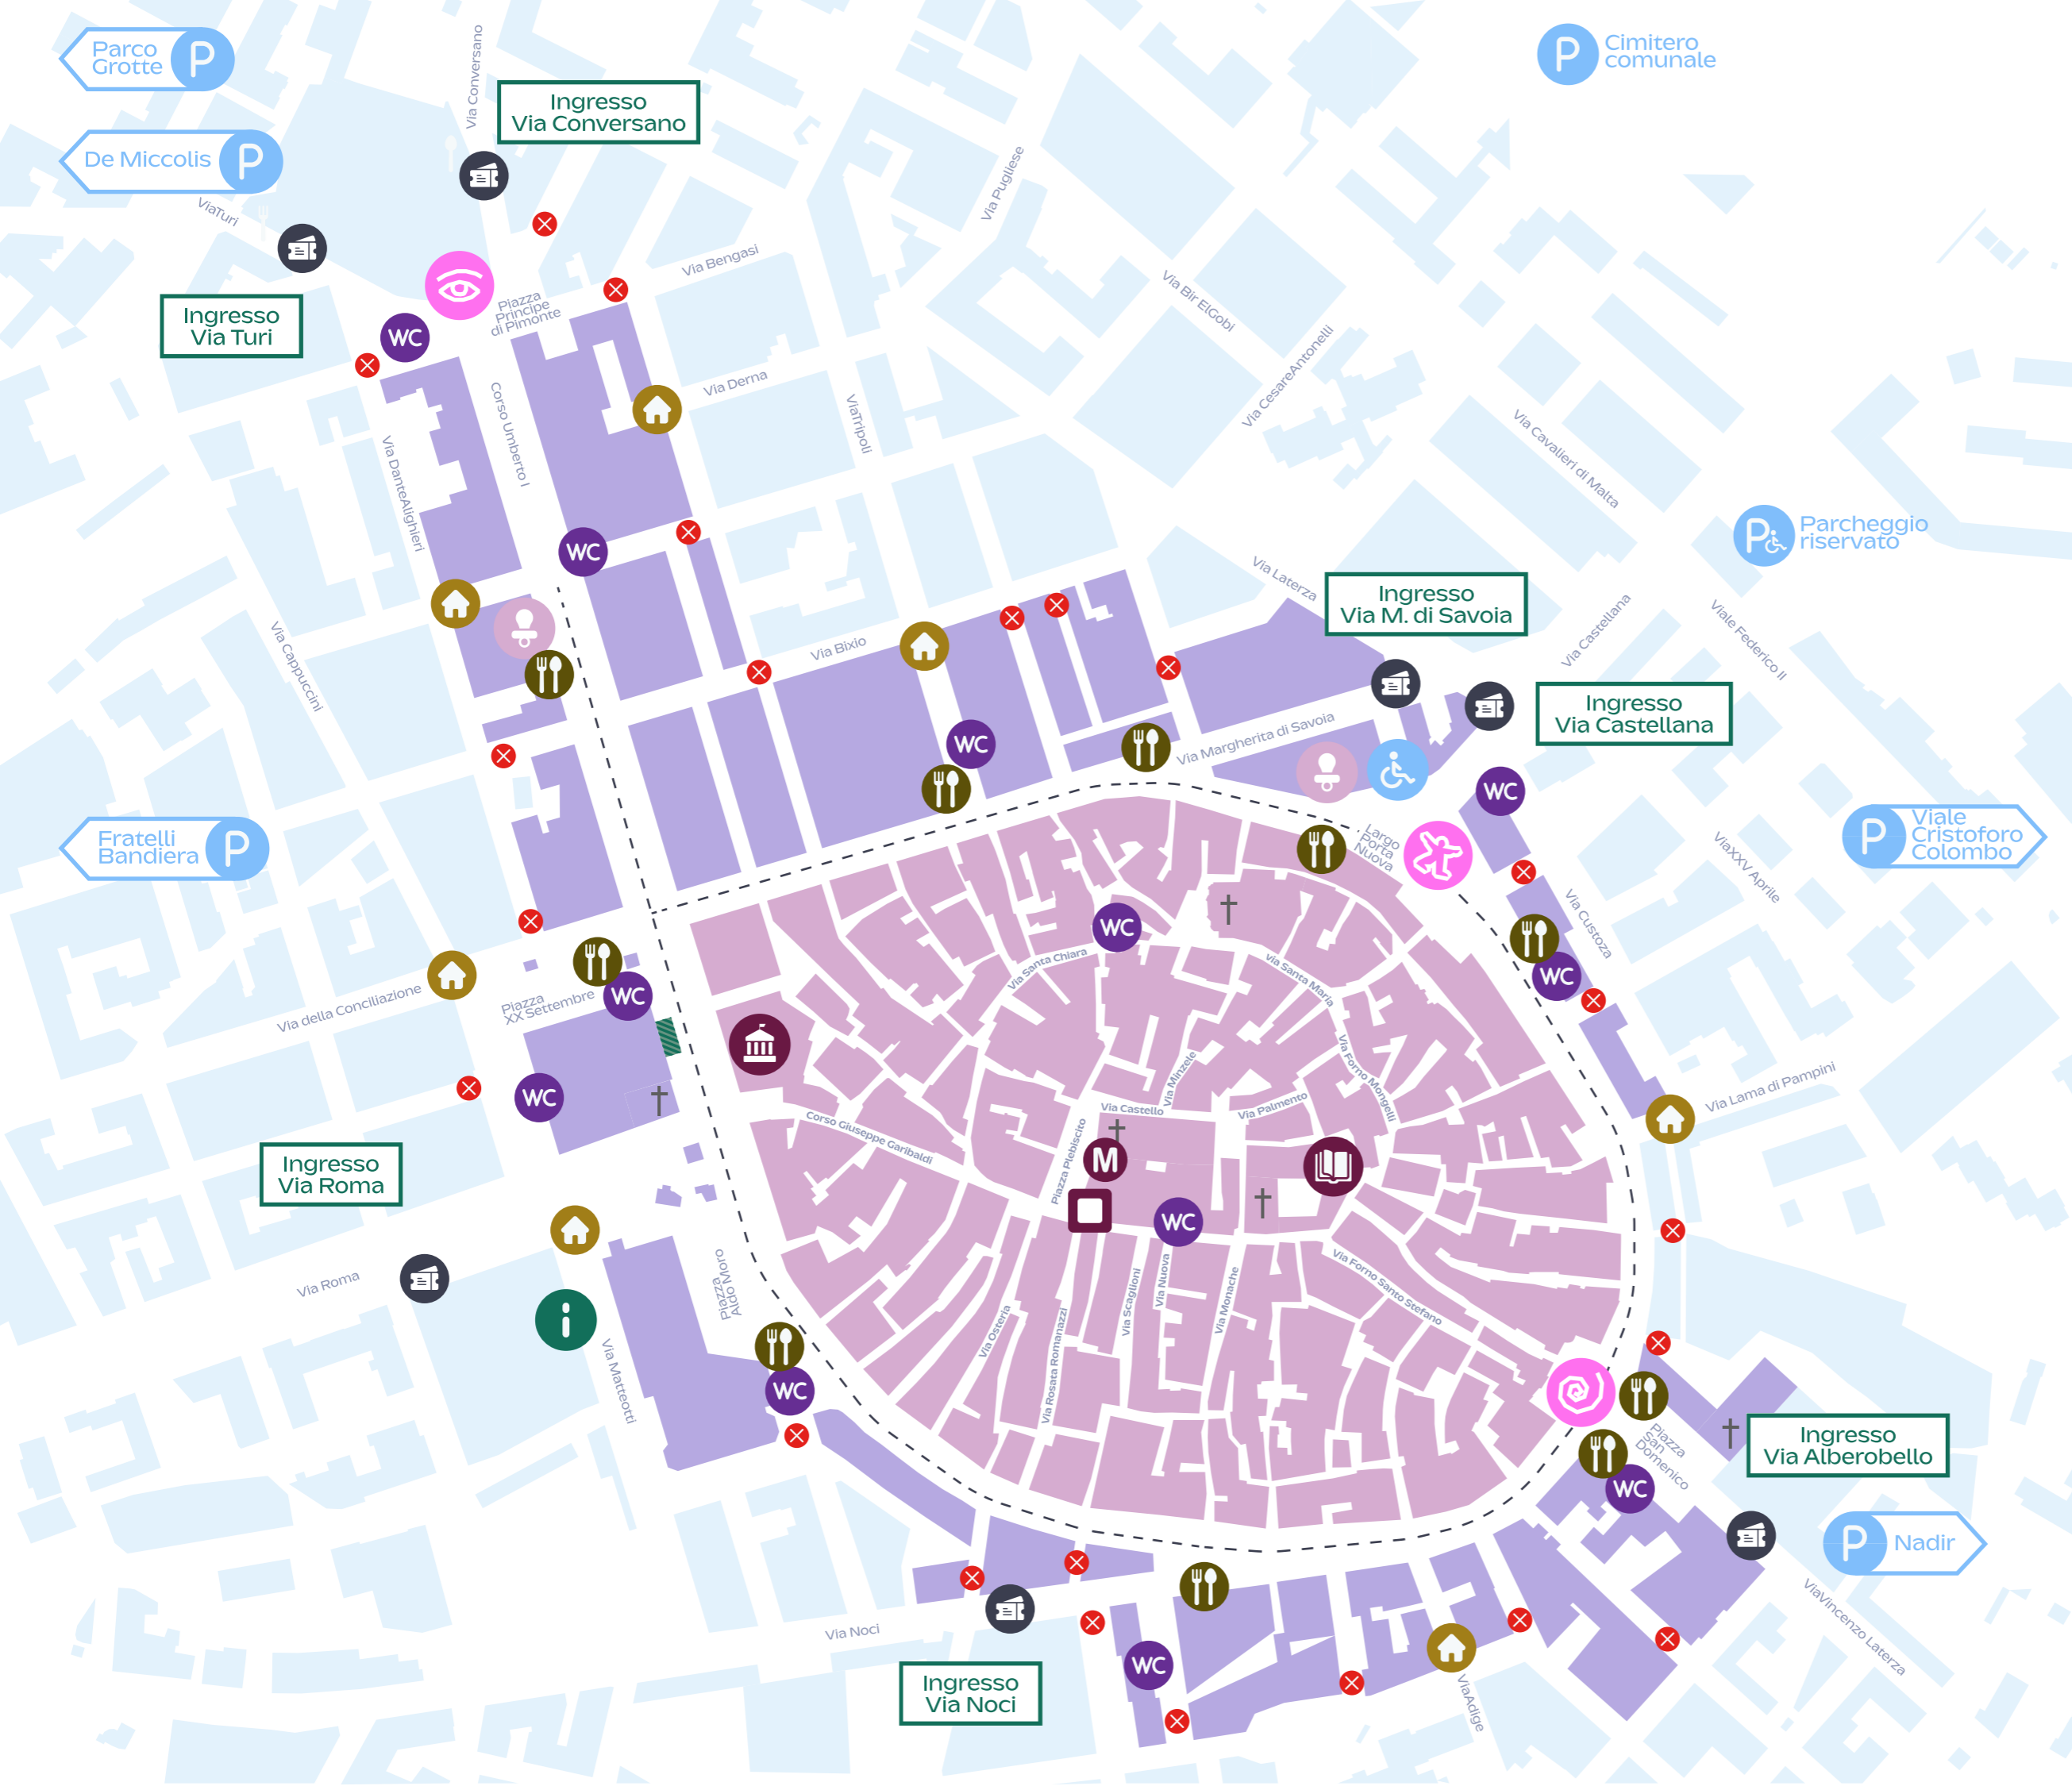 Parco
Grotte
P
De Miccolis
P
Via Conversano
Ingresso
Via Conversano
P
Cimitero
comunale
ViaTuri
Ingresso
Via Turi
WC
Piazza
Principe
di Pimonte
Via Bengasi
Via Pugliese
Via Bir ElGobi
Via CesareAntonelli
Via Derna
ViaTripoli
Via DanteAlighieri
Corso Umberto I
Via Cavalieri di Malta
P
Parcheggio
riservato
WC
Via Laterza
Ingresso
Via M. di Savoia
Via Castellana
Viale Federico II
Via Cappuccini
Via Bixio
Ingresso
Via Castellana
WC
Via Margherita di Savoia
WC
Fratelli
Bandiera
P
P
Viale
Cristoforo
Colombo
Largo
Porta
Nuova
ViaXXV Aprile
Via Custoza
WC
WC
Via della Conciliazione
Piazza
XX Settembre
WC
Via Santa Chiara
Via Santa Maria
WC
Via Minzele
Via Forno Mongelli
Via Lama di Pampini
Corso Giuseppe Garibaldi
Piazza Plebiscito
Via Castello
Via Palmento
M
WC
Ingresso
Via Roma
Via Roma
Piazza
Aldo Moro
Via Matteotti
WC
Via Osteria
Via Rosata Romanazzi
Via Scaglioni
Via Nuova
Via Monache
Via Forno Santo Stefano
Piazza
San
Domenico
WC
Ingresso
Via Alberobello
P
Nadir
ViaVincenzo Laterza
Via Noci
Ingresso
Via Noci
WC
ViaAdige